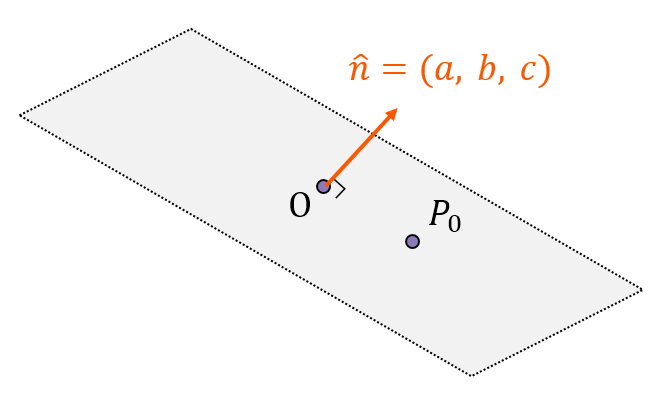 n̂ = (a, b, c)
O
P₀